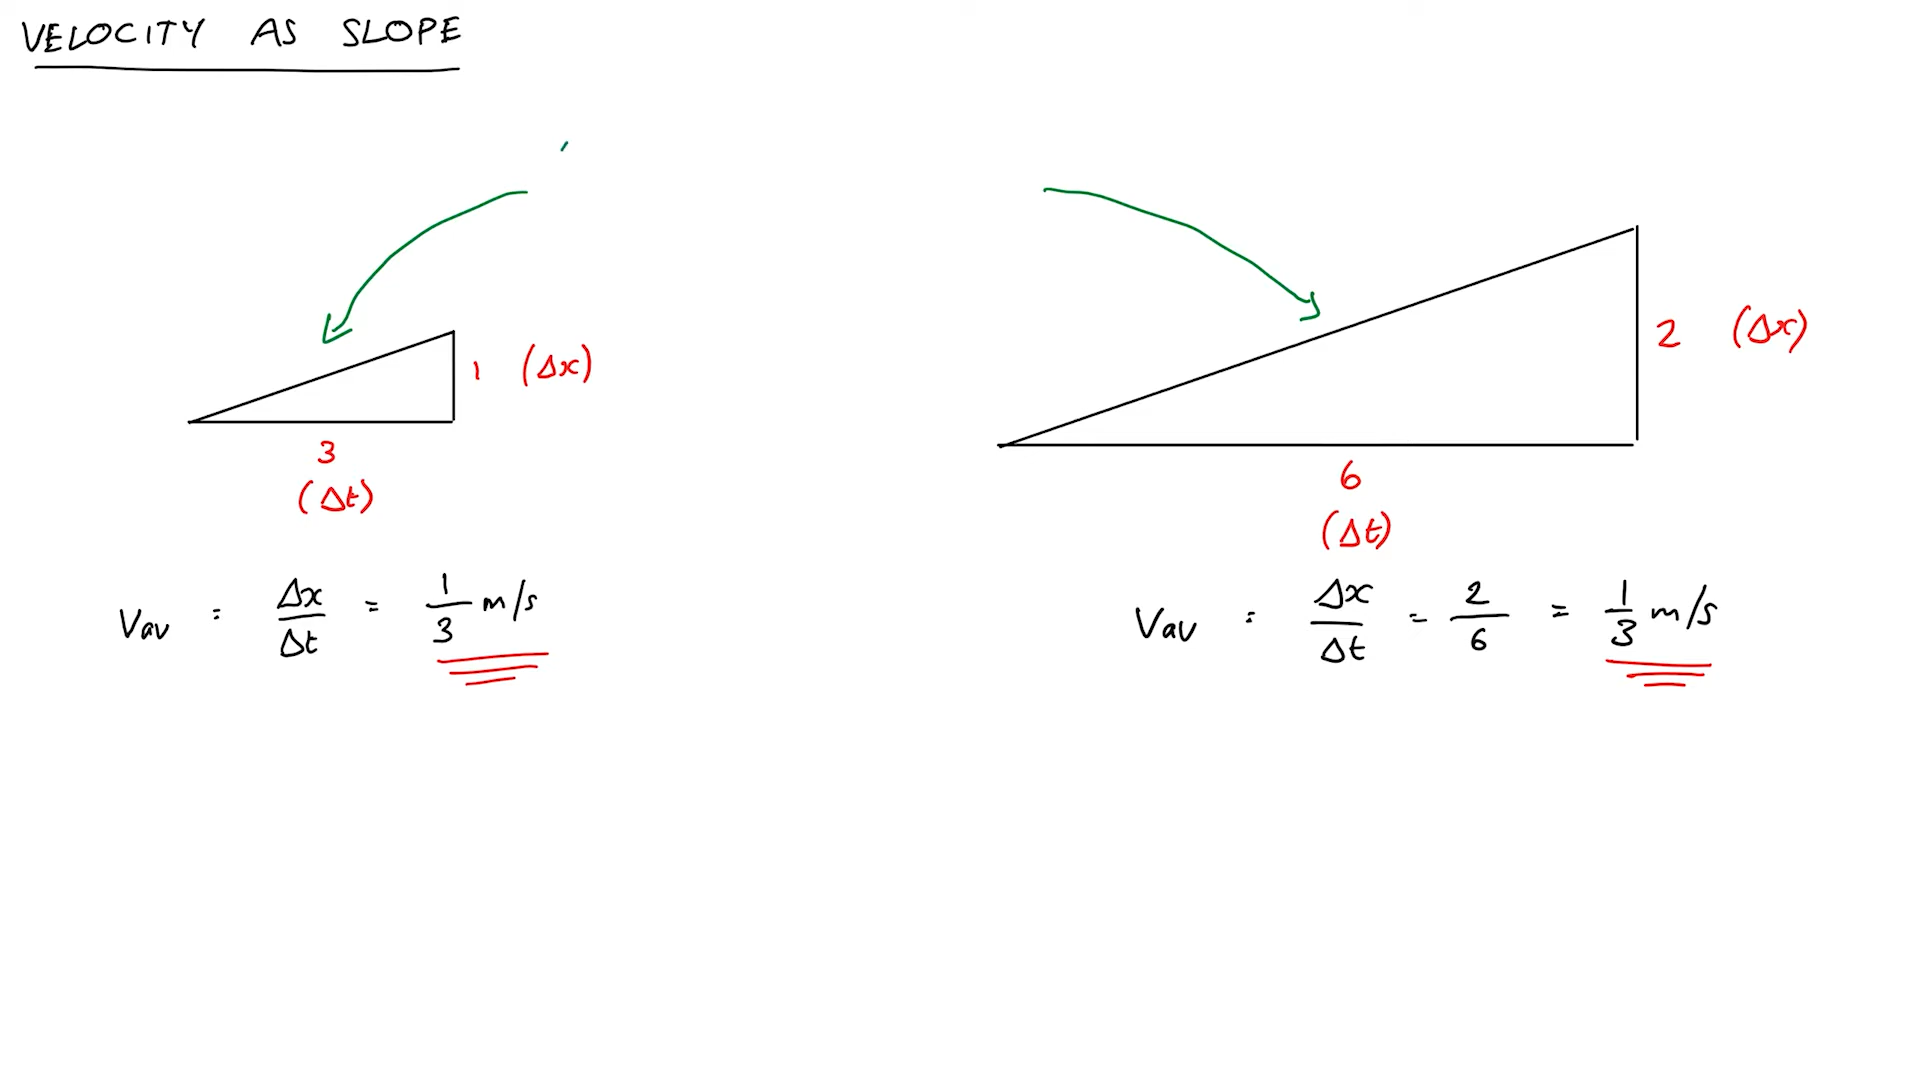 VELOCITY AS SLOPE
1 (Δx)
3
(Δt)
2 (Δx)
6
(Δt)
Vav = Δx/Δt = 1/3 m/s
Vav = Δx/Δt = 2/6 = 1/3 m/s